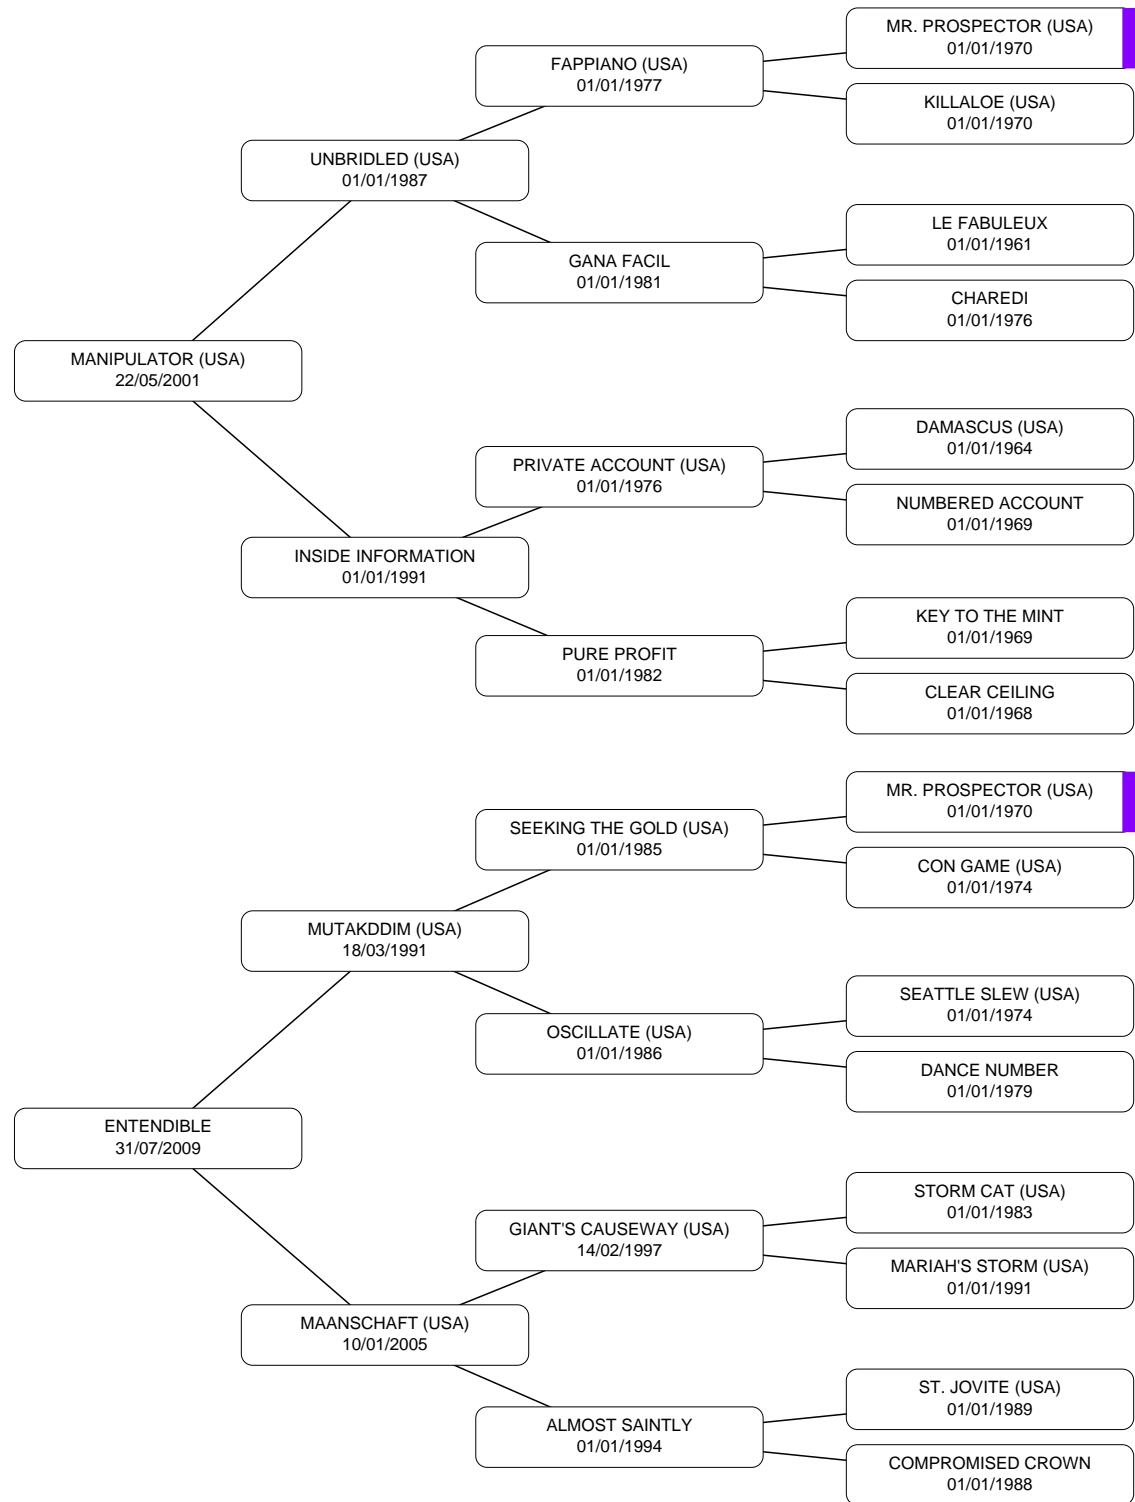 MR. PROSPECTOR (USA)
01/01/1970
FAPPIANO (USA)
01/01/1977
KILLALOE (USA)
01/01/1970
UNBRIDLED (USA)
01/01/1987
LE FABULEUX
01/01/1961
GANA FACIL
01/01/1981
CHAREDI
01/01/1976
MANIPULATOR (USA)
22/05/2001
DAMASCUS (USA)
01/01/1964
PRIVATE ACCOUNT (USA)
01/01/1976
NUMBERED ACCOUNT
01/01/1969
INSIDE INFORMATION
01/01/1991
KEY TO THE MINT
01/01/1969
PURE PROFIT
01/01/1982
CLEAR CEILING
01/01/1968
MR. PROSPECTOR (USA)
01/01/1970
SEEKING THE GOLD (USA)
01/01/1985
CON GAME (USA)
01/01/1974
MUTAKDDIM (USA)
18/03/1991
SEATTLE SLEW (USA)
01/01/1974
OSCILLATE (USA)
01/01/1986
DANCE NUMBER
01/01/1979
ENTENDIBLE
31/07/2009
STORM CAT (USA)
01/01/1983
GIANT'S CAUSEWAY (USA)
14/02/1997
MARIAH'S STORM (USA)
01/01/1991
MAANSCHAFT (USA)
10/01/2005
ST. JOVITE (USA)
01/01/1989
ALMOST SAINTLY
01/01/1994
COMPROMISED CROWN
01/01/1988